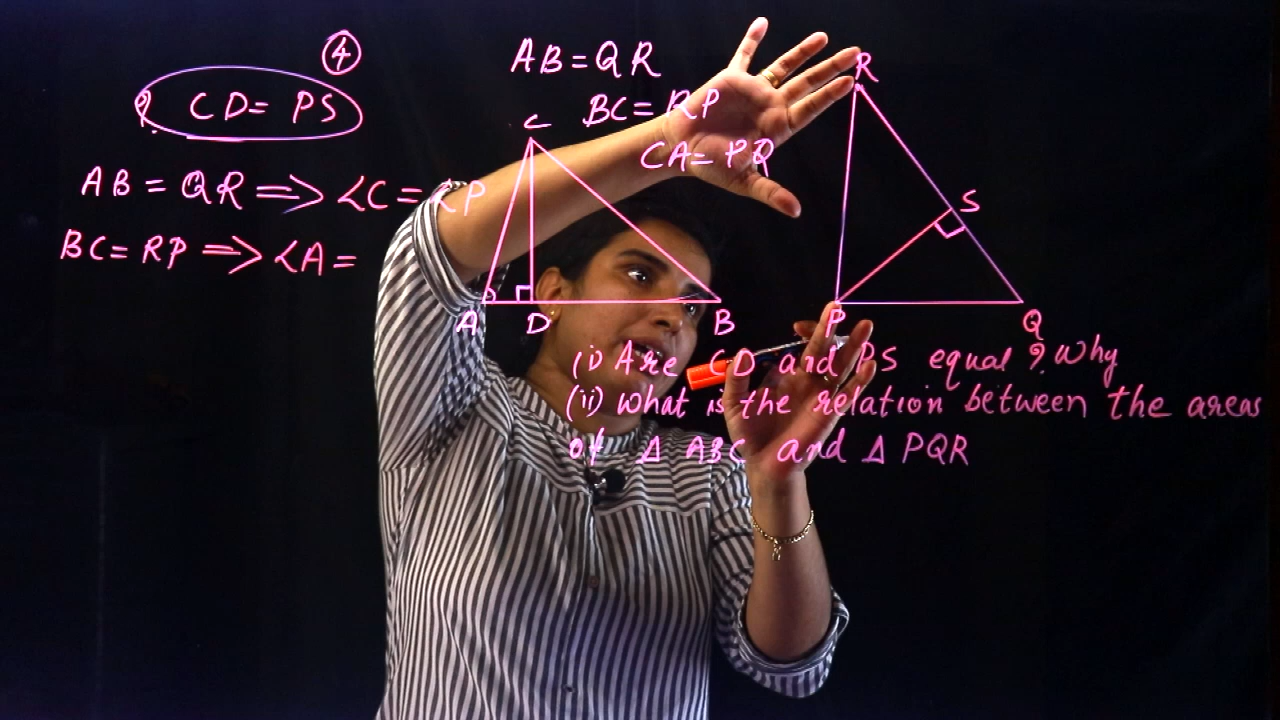 4
? CD = PS
AB = QR => ∠C = ∠P
BC = RP => ∠A =
AB = QR
BC = RP
CA = PQ
C
A D B
R
S
P Q
(i) Are CD and PS equal ? Why
(ii) What is the relation between the areas
of Δ ABC and Δ PQR